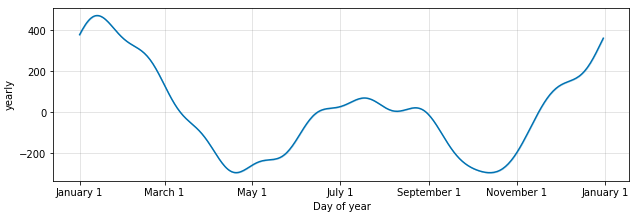 yearly
400
200
0
−200
January 1
March 1
May 1
July 1
September 1
November 1
January 1
Day of year